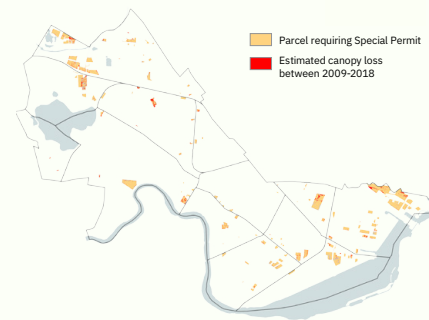 Parcel requiring Special Permit
Estimated canopy loss
between 2009-2018